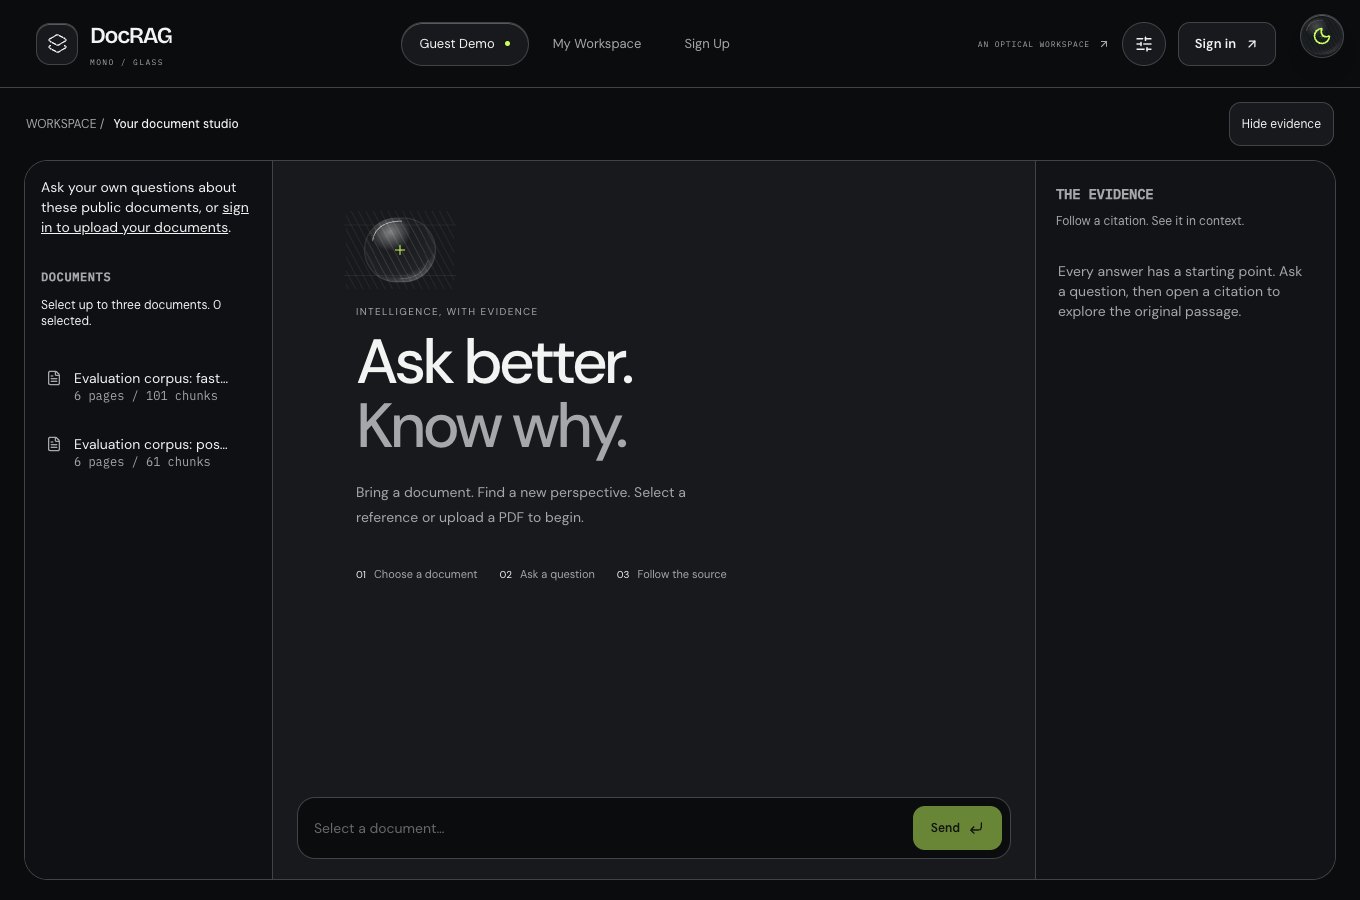 DocRAG
MONO / GLASS
Guest Demo
My Workspace
Sign Up
AN OPTICAL WORKSPACE
Sign in
WORKSPACE / Your document studio
Hide evidence
Ask your own questions about
these public documents, or sign
in to upload your documents.
DOCUMENTS
Select up to three documents. 0
selected.
Evaluation corpus: fast…
6 pages / 101 chunks
Evaluation corpus: pos…
6 pages / 61 chunks
INTELLIGENCE, WITH EVIDENCE
Ask better.
Know why.
Bring a document. Find a new perspective. Select a
reference or upload a PDF to begin.
01 Choose a document 02 Ask a question 03 Follow the source
Select a document…
Send
THE EVIDENCE
Follow a citation. See it in context.
Every answer has a starting point. Ask
a question, then open a citation to
explore the original passage.